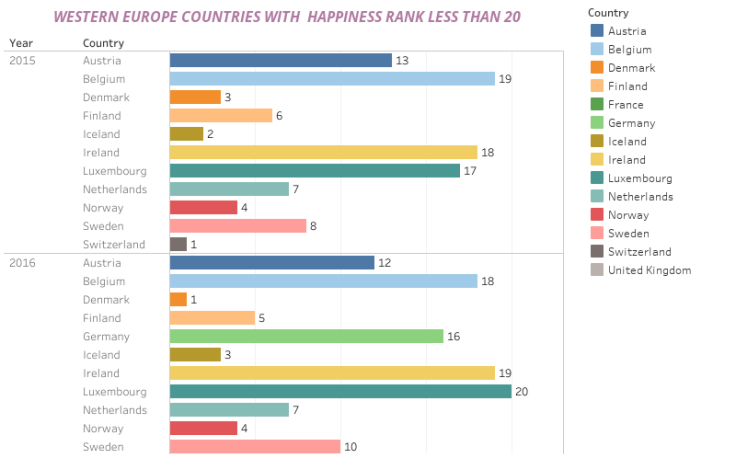 WESTERN EUROPE COUNTRIES WITH HAPPINESS RANK LESS THAN 20
Year Country
2015 Austria 13
Belgium 19
Denmark 3
Finland 6
Iceland 2
Ireland 18
Luxembourg 17
Netherlands 7
Norway 4
Sweden 8
Switzerland 1
2016 Austria 12
Belgium 18
Denmark 1
Finland 5
Germany 16
Iceland 3
Ireland 19
Luxembourg 20
Netherlands 7
Norway 4
Sweden 10
Country
Austria
Belgium
Denmark
Finland
France
Germany
Iceland
Ireland
Luxembourg
Netherlands
Norway
Sweden
Switzerland
United Kingdom